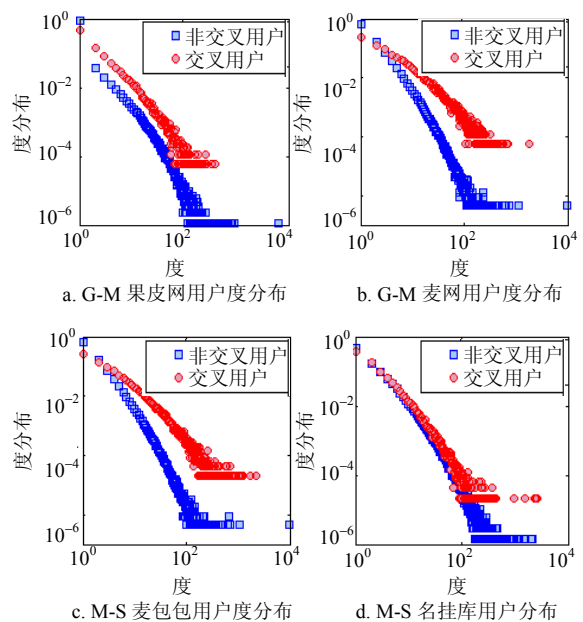 10^0
10^-2
10^-4
10^-6
度分布
非交叉用户
交叉用户
10^0
10^2
10^4
度
a. G-M 果皮网用户度分布
10^0
10^-2
10^-4
10^-6
度分布
非交叉用户
交叉用户
10^0
10^2
10^4
度
b. G-M 麦网用户度分布
10^0
10^-2
10^-4
10^-6
度分布
非交叉用户
交叉用户
10^0
10^2
10^4
度
c. M-S 麦包包用户度分布
10^0
10^-2
10^-4
10^-6
度分布
非交叉用户
交叉用户
10^0
10^2
10^4
度
d. M-S 名挂库用户分布